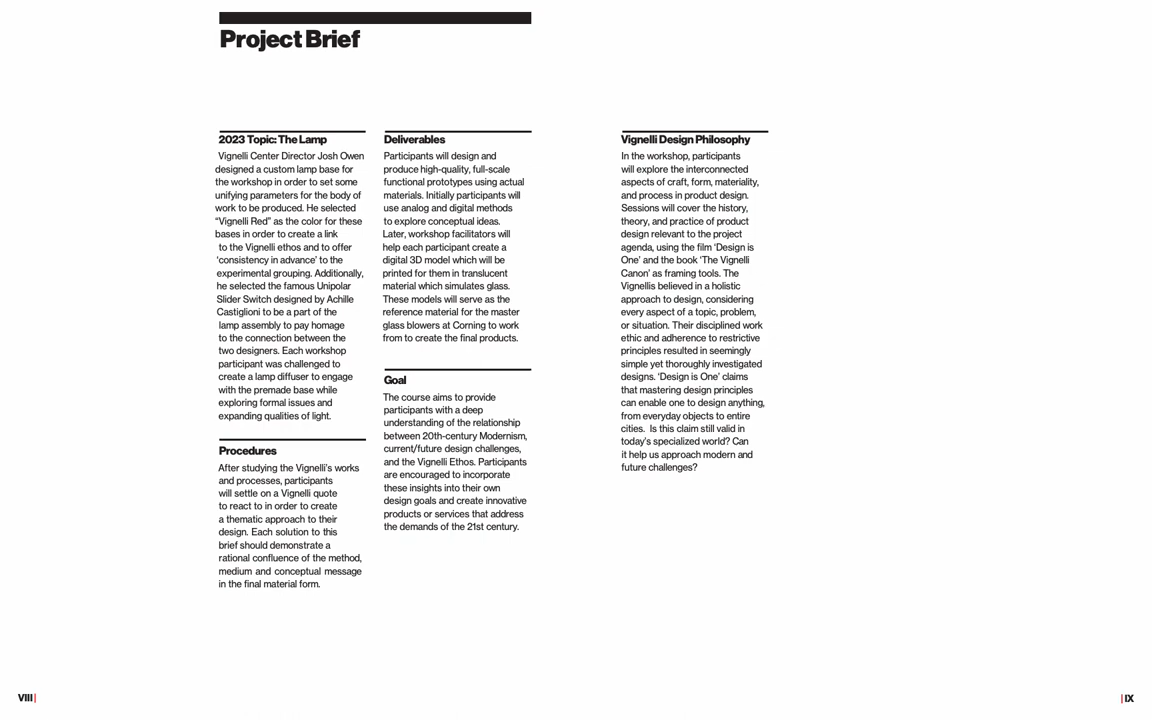 Project Brief
2023 Topic: The Lamp
Vignelli Center Director Josh Owen
designed a custom lamp base for
the workshop in order to set some
unifying parameters for the body of
work to be produced. He selected
“Vignelli Red” as the color for these
bases in order to create a link
to the Vignelli ethos and to offer
‘consistency in advance’ to the
experimental grouping. Additionally,
he selected the famous Unipolar
Slider Switch designed by Achille
Castiglioni to be a part of the
lamp assembly to pay homage
to the connection between the
two designers. Each workshop
participant was challenged to
create a lamp diffuser to engage
with the premade base while
exploring formal issues and
expanding qualities of light.
Procedures
After studying the Vignelli’s works
and processes, participants
will settle on a Vignelli quote
to react to in order to create
a thematic approach to their
design. Each solution to this
brief should demonstrate a
rational confluence of the method,
medium and conceptual message
in the final material form.
Deliverables
Participants will design and
produce high-quality, full-scale
functional prototypes using actual
materials. Initially participants will
use analog and digital methods
to explore conceptual ideas.
Later, workshop facilitators will
help each participant create a
digital 3D model which will be
printed for them in translucent
material which simulates glass.
These models will serve as the
reference material for the master
glass blowers at Corning to work
from to create the final products.
Goal
The course aims to provide
participants with a deep
understanding of the relationship
between 20th-century Modernism,
current/future design challenges,
and the Vignelli Ethos. Participants
are encouraged to incorporate
these insights into their own
design goals and create innovative
products or services that address
the demands of the 21st century.
Vignelli Design Philosophy
In the workshop, participants
will explore the interconnected
aspects of craft, form, materiality,
and process in product design.
Sessions will cover the history,
theory, and practice of product
design relevant to the project
agenda, using the film ‘Design is
One’ and the book ‘The Vignelli
Canon’ as framing tools. The
Vignellis believed in a holistic
approach to design, considering
every aspect of a topic, problem,
or situation. Their disciplined work
ethic and adherence to restrictive
principles resulted in seemingly
simple yet thoroughly investigated
designs. ‘Design is One’ claims
that mastering design principles
can enable one to design anything,
from everyday objects to entire
cities. Is this claim still valid in
today’s specialized world? Can
it help us approach modern and
future challenges?
VIII |
| IX